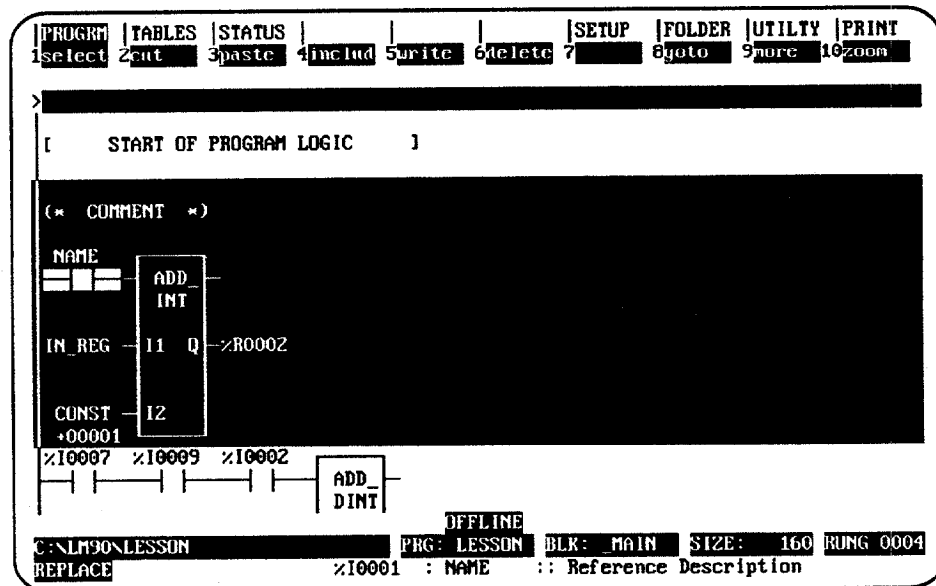 |PROGRM |TABLES |STATUS | | | |SETUP |FOLDER |UTILTY |PRINT
1select 2cut 3paste 4includ 5write 6delete 7 8goto 9more 10zoom
>
[ START OF PROGRAM LOGIC ]
(* COMMENT *)
NAME
ADD_
INT
IN_REG I1 Q %R0002
CONST I2
+00001
%I0007 %I0009 %I0002
ADD_
DINT
OFFLINE
C:\LM90\LESSON PRG: LESSON BLK: _MAIN SIZE: 160 RUNG 0004
REPLACE %I0001 : NAME :: Reference Description